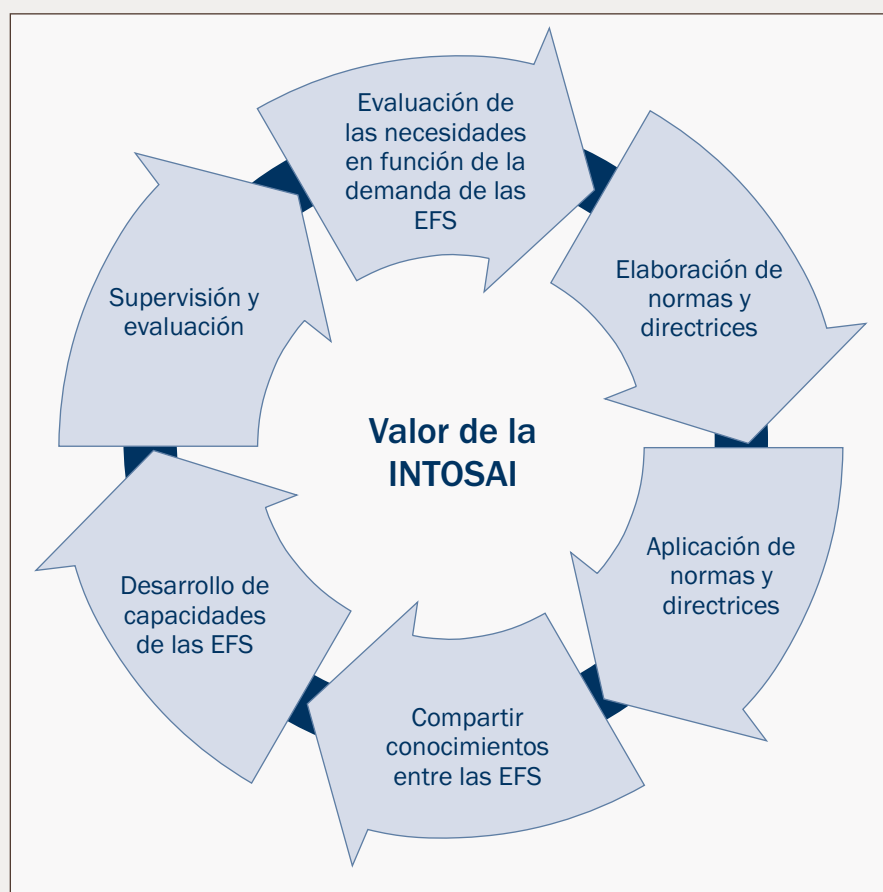 Evaluación de
las necesidades
en función de la
demanda de las
EFS
Elaboración de
normas y
directrices
Aplicación de
normas y
directrices
Compartir
conocimientos
entre las EFS
Desarrollo de
capacidades
de las EFS
Supervisión y
evaluación
Valor de la
INTOSAI